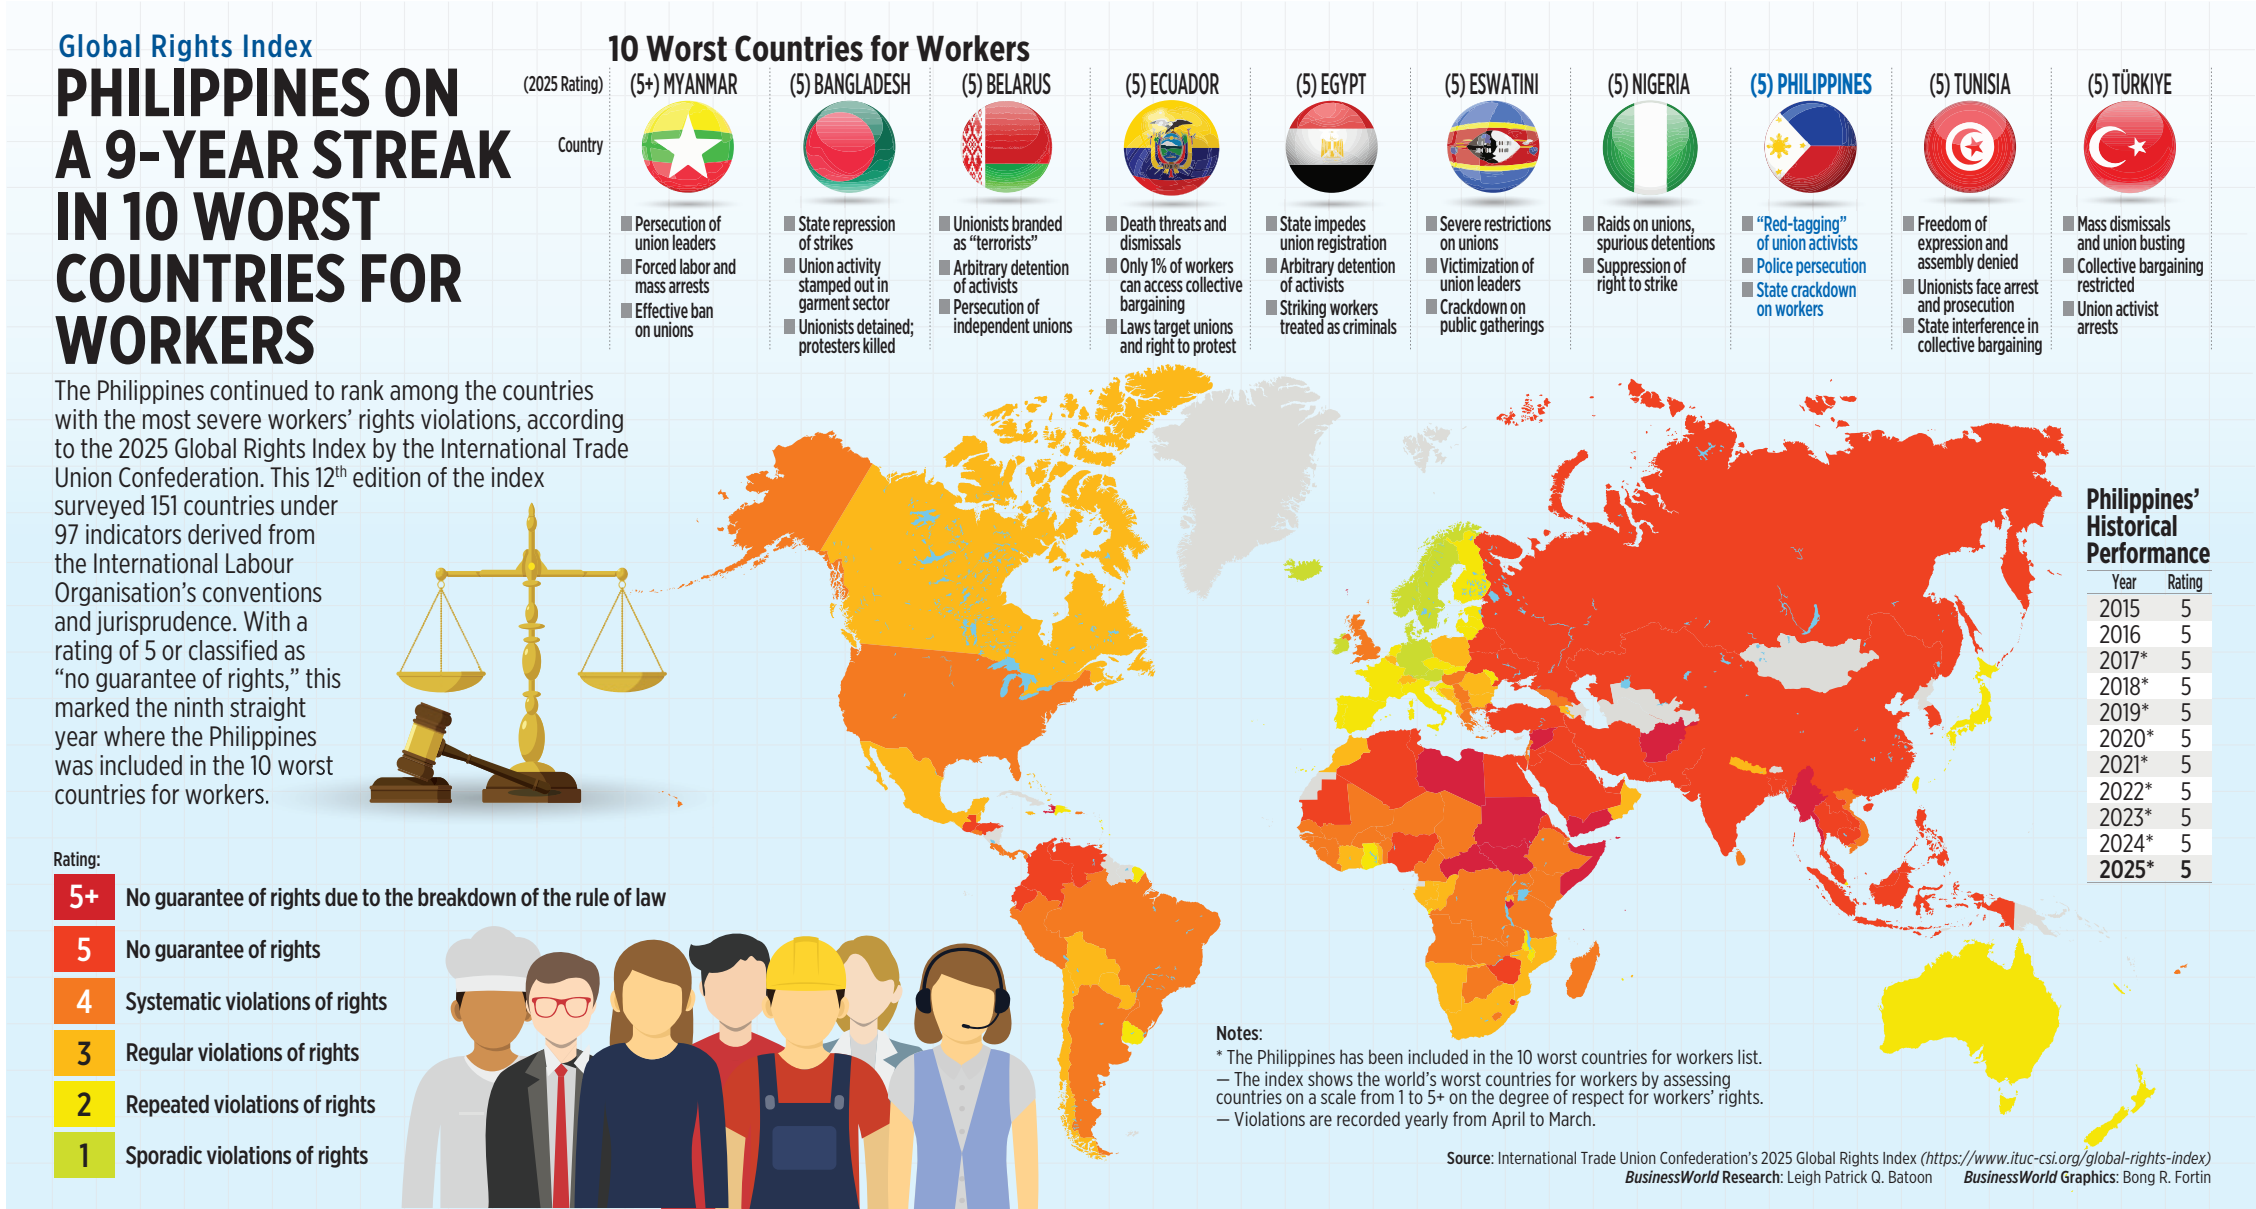 Global Rights Index
PHILIPPINES ON
A 9-YEAR STREAK
IN 10 WORST
COUNTRIES FOR
WORKERS
The Philippines continued to rank among the countries
with the most severe workers’ rights violations, according
to the 2025 Global Rights Index by the International Trade
Union Confederation. This 12th edition of the index
surveyed 151 countries under
97 indicators derived from
the International Labour
Organisation’s conventions
and jurisprudence. With a
rating of 5 or classified as
“no guarantee of rights,” this
marked the ninth straight
year where the Philippines
was included in the 10 worst
countries for workers.
10 Worst Countries for Workers
(2025 Rating)
Country
(5+) MYANMAR
Persecution of
union leaders
Forced labor and
mass arrests
Effective ban
on unions
(5) BANGLADESH
State repression
of strikes
Union activity
stamped out in
garment sector
Unionists detained;
protesters killed
(5) BELARUS
Unionists branded
as “terrorists”
Arbitrary detention
of activists
Persecution of
independent unions
(5) ECUADOR
Death threats and
dismissals
Only 1% of workers
can access collective
bargaining
Laws target unions
and right to protest
(5) EGYPT
State impedes
union registration
Arbitrary detention
of activists
Striking workers
treated as criminals
(5) ESWATINI
Severe restrictions
on unions
Victimization of
union leaders
Crackdown on
public gatherings
(5) NIGERIA
Raids on unions,
spurious detentions
Suppression of
right to strike
(5) PHILIPPINES
“Red-tagging”
of union activists
Police persecution
State crackdown
on workers
(5) TUNISIA
Freedom of
expression and
assembly denied
Unionists face arrest
and prosecution
State interference in
collective bargaining
(5) TÜRKIYE
Mass dismissals
and union busting
Collective bargaining
restricted
Union activist
arrests
Philippines’
Historical
Performance
Year Rating
2015 5
2016 5
2017* 5
2018* 5
2019* 5
2020* 5
2021* 5
2022* 5
2023* 5
2024* 5
2025* 5
Rating:
5+ No guarantee of rights due to the breakdown of the rule of law
5 No guarantee of rights
4 Systematic violations of rights
3 Regular violations of rights
2 Repeated violations of rights
1 Sporadic violations of rights
Notes:
* The Philippines has been included in the 10 worst countries for workers list.
— The index shows the world’s worst countries for workers by assessing
countries on a scale from 1 to 5+ on the degree of respect for workers’ rights.
— Violations are recorded yearly from April to March.
Source: International Trade Union Confederation’s 2025 Global Rights Index (https://www.ituc-csi.org/global-rights-index)
BusinessWorld Research: Leigh Patrick Q. Batoon BusinessWorld Graphics: Bong R. Fortin